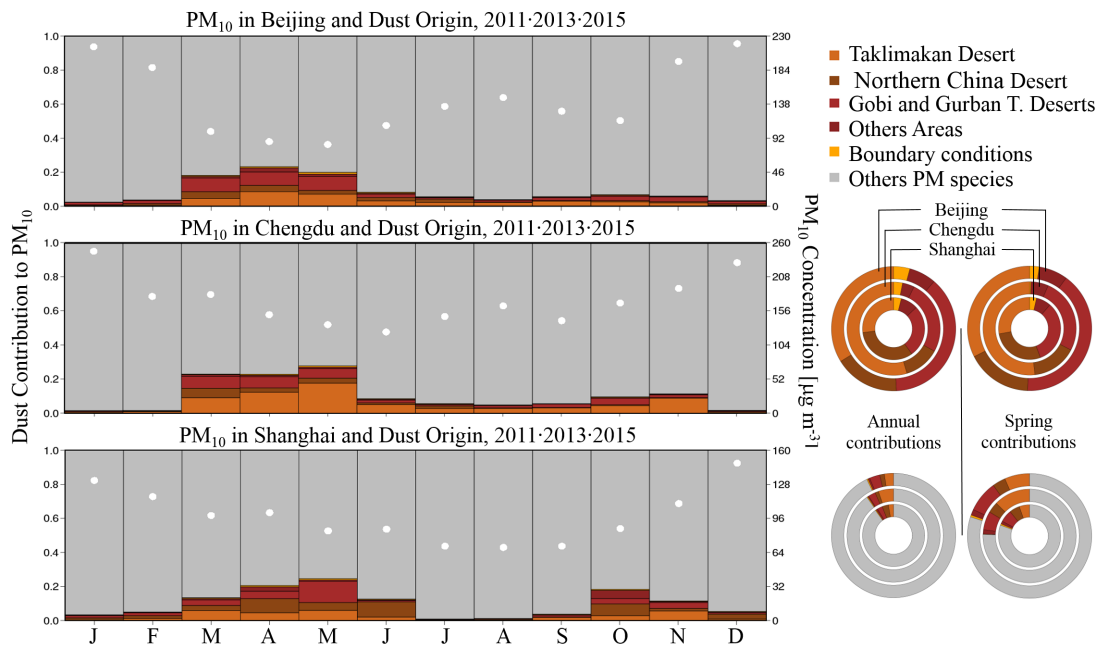 PM10 in Beijing and Dust Origin, 2011·2013·2015
1.0
0.8
0.6
0.4
0.2
0.0
230
184
138
92
46
0
PM10 in Chengdu and Dust Origin, 2011·2013·2015
1.0
0.8
0.6
0.4
0.2
0.0
260
208
156
104
52
0
PM10 in Shanghai and Dust Origin, 2011·2013·2015
1.0
0.8
0.6
0.4
0.2
0.0
160
128
96
64
32
0
J F M A M J J A S O N D
Dust Contribution to PM10
PM10 Concentration [µg m-3]
Taklimakan Desert
Northern China Desert
Gobi and Gurban T. Deserts
Others Areas
Boundary conditions
Others PM species
Beijing
Chengdu
Shanghai
Annual
contributions
Spring
contributions